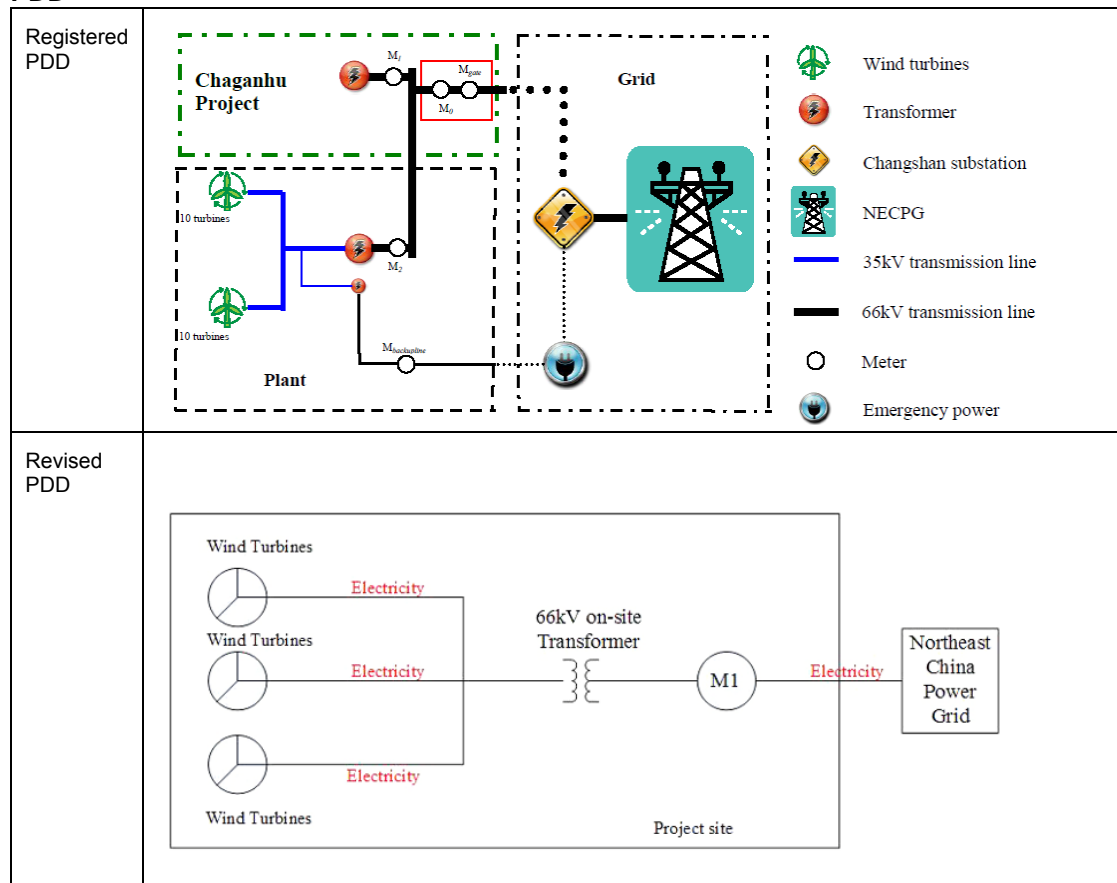 PDD
Registered
PDD
Chaganhu
Project
M1
Mgate
M0
Grid
10 turbines
M2
10 turbines
Mbackupline
Plant
Wind turbines
Transformer
Changshan substation
NECPG
35kV transmission line
66kV transmission line
Meter
Emergency power
Revised
PDD
Wind Turbines
Electricity
Wind Turbines
Electricity
Electricity
Wind Turbines
66kV on-site
Transformer
M1
Electricity
Northeast
China
Power
Grid
Project site